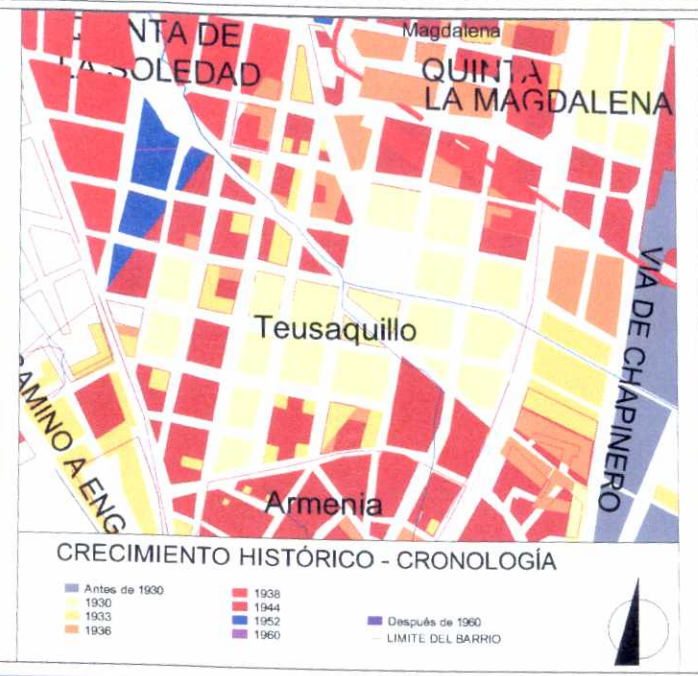 NTA DE
LA SOLEDAD
Magdalena
QUINTA
LA MAGDALENA
VIA DE CHAPINERO
Teusaquillo
CAMINO A ENG
Armenia
CRECIMIENTO HISTÓRICO - CRONOLOGÍA
Antes de 1930
1930
1933
1936
1938
1944
1952
1960
Después de 1960
LIMITE DEL BARRIO